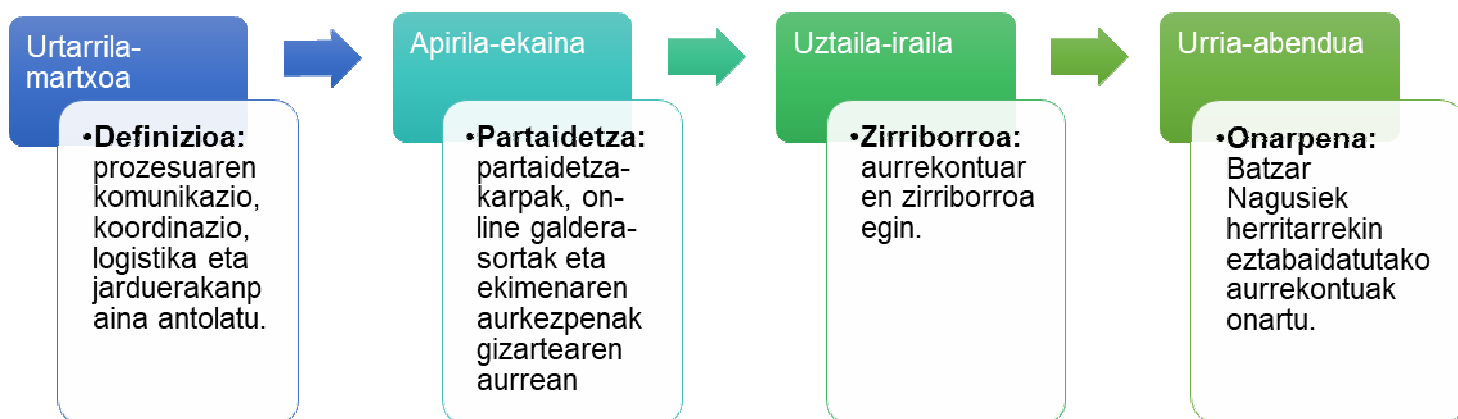 Urtarrila-
martxoa
•Definizioa:
prozesuaren
komunikazio,
koordinazio,
logistika eta
jarduerakanp
aina antolatu.
Apirila-ekaina
•Partaidetza:
partaidetza-
karpak, on-
line galdera-
sortak eta
ekimenaren
aurkezpenak
gizartearen
aurrean
Uztaila-iraila
•Zirriborroa:
aurrekontuar
en zirriborroa
egin.
Urria-abendua
•Onarpena:
Batzar
Nagusiek
herritarrekin
eztabaidatutako
aurrekontuak
onartu.